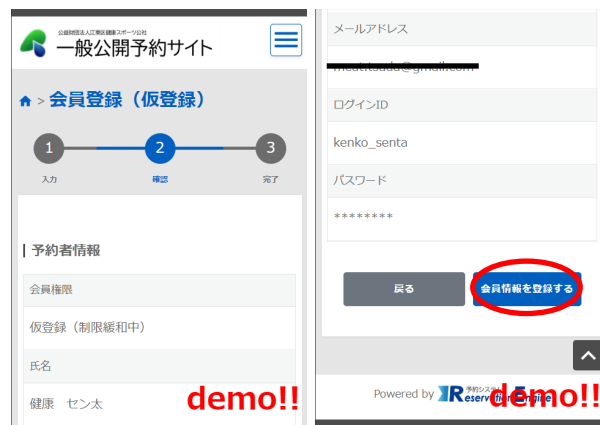 公益財団法人江東区健康スポーツ公社
一般公開予約サイト
> 会員登録（仮登録）
1
2
3
入力
確認
完了
予約者情報
会員権限
仮登録（制限緩和中）
氏名
健康 セン太
demo!!
メールアドレス
ログインID
kenko_senta
パスワード
********
戻る
会員情報を登録する
Powered by 予約システム Reservation Engine
demo!!